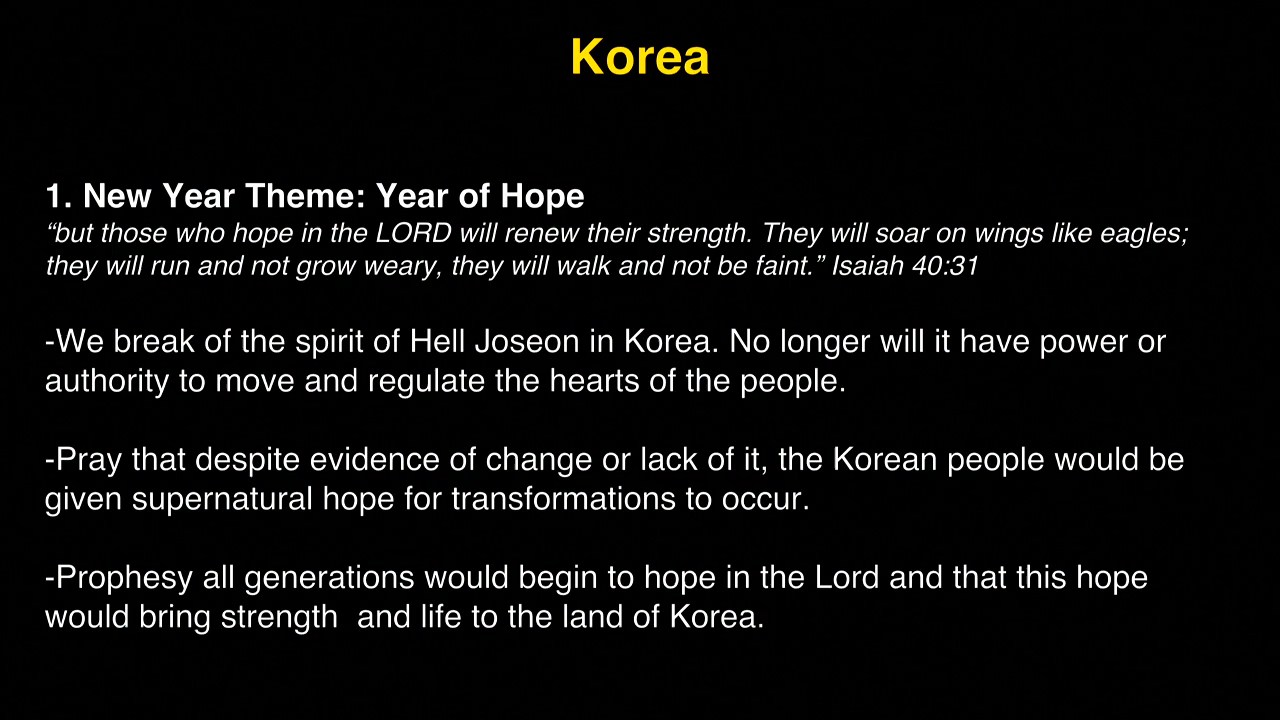 Korea
1. New Year Theme: Year of Hope
“but those who hope in the LORD will renew their strength. They will soar on wings like eagles;
they will run and not grow weary, they will walk and not be faint.” Isaiah 40:31
-We break of the spirit of Hell Joseon in Korea. No longer will it have power or
authority to move and regulate the hearts of the people.
-Pray that despite evidence of change or lack of it, the Korean people would be
given supernatural hope for transformations to occur.
-Prophesy all generations would begin to hope in the Lord and that this hope
would bring strength  and life to the land of Korea.